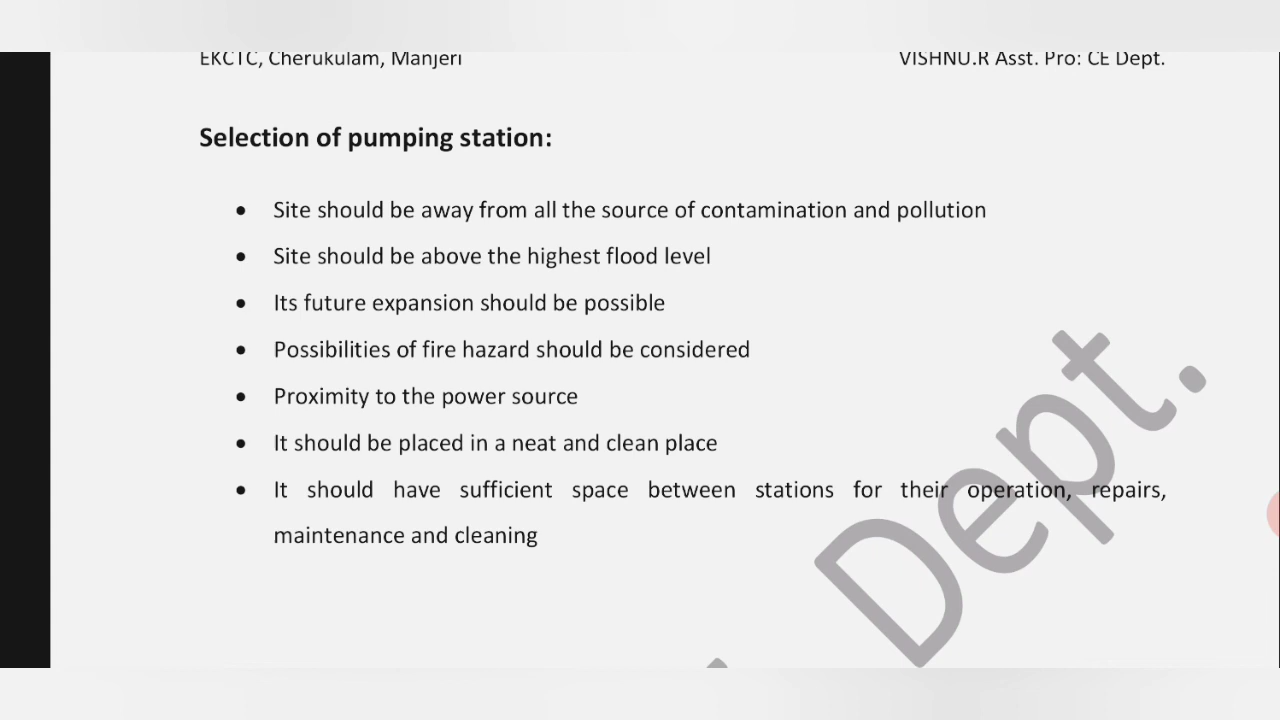 EKCTC, Cherukulam, Manjeri
VISHNU.R Asst. Pro: CE Dept.
Selection of pumping station:
• Site should be away from all the source of contamination and pollution
• Site should be above the highest flood level
• Its future expansion should be possible
• Possibilities of fire hazard should be considered
• Proximity to the power source
• It should be placed in a neat and clean place
• It should have sufficient space between stations for their operation, repairs,
maintenance and cleaning
Dept.